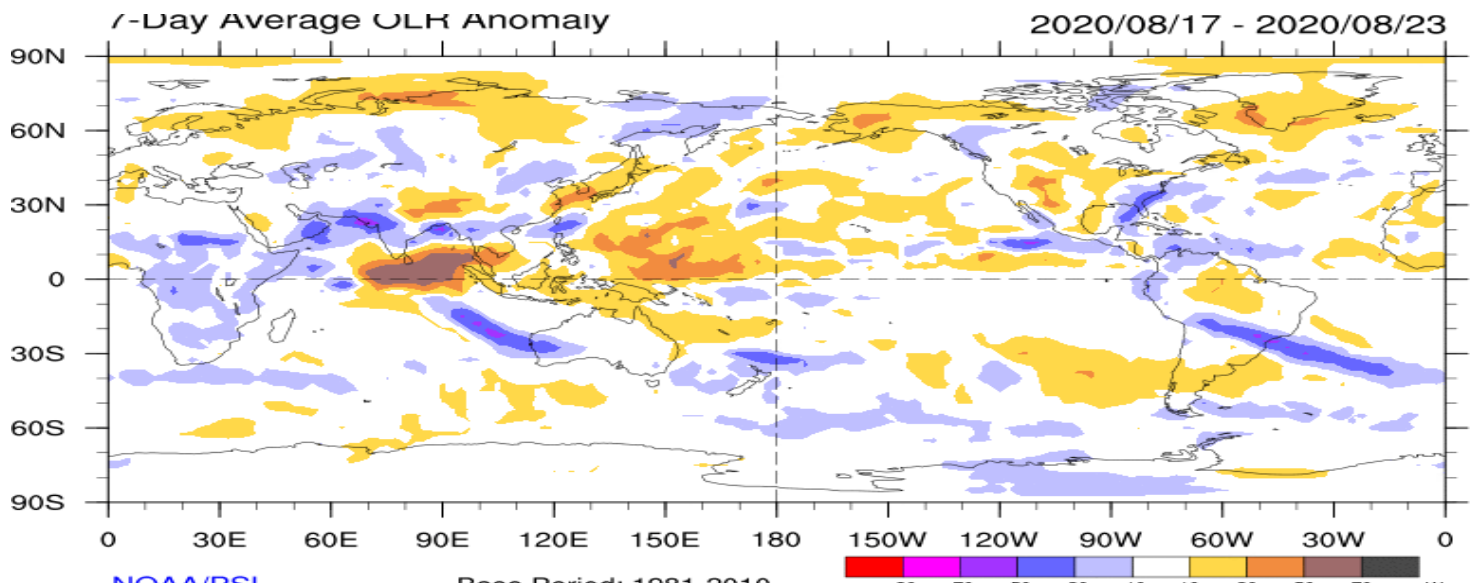 7-Day Average OLR Anomaly 2020/08/17 - 2020/08/23
90N
60N
30N
0
30S
60S
90S
0 30E 60E 90E 120E 150E 180 150W 120W 90W 60W 30W 0
NOAA/PSL Base Period: 1981-2010